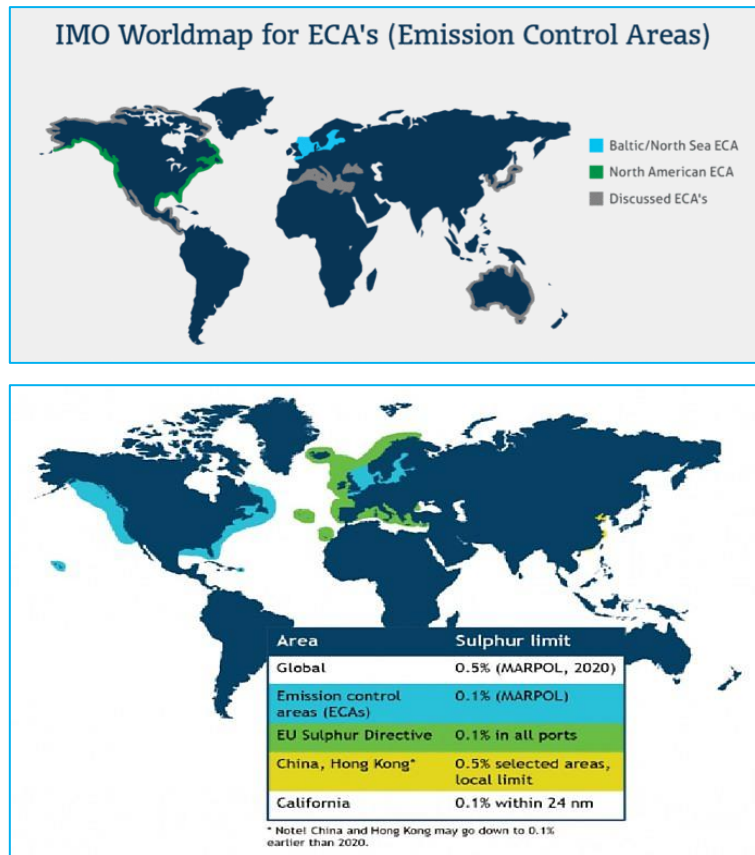 IMO Worldmap for ECA's (Emission Control Areas)
Baltic/North Sea ECA
North American ECA
Discussed ECA's
Area Sulphur limit
Global 0.5% (MARPOL, 2020)
Emission control areas (ECAs) 0.1% (MARPOL)
EU Sulphur Directive 0.1% in all ports
China, Hong Kong* 0.5% selected areas, local limit
California 0.1% within 24 nm
* Note! China and Hong Kong may go down to 0.1%
earlier than 2020.